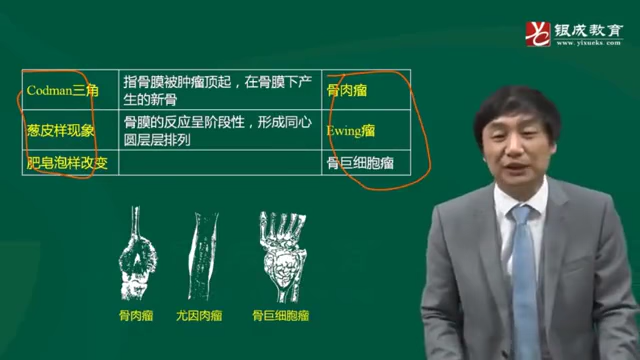 银成教育
www.yixueks.com
Codman三角
指骨膜被肿瘤顶起，在骨膜下产
生的新骨
骨肉瘤
葱皮样现象
骨膜的反应呈阶段性，形成同心
圆层层排列
Ewing瘤
肥皂泡样改变
骨巨细胞瘤
骨肉瘤
尤因肉瘤
骨巨细胞瘤